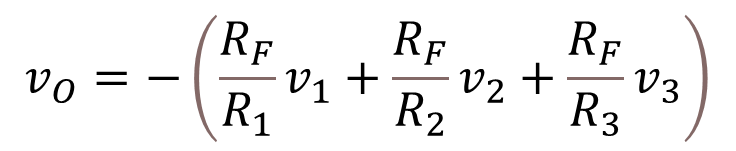 v_O = −(R_F/R_1 v_1 + R_F/R_2 v_2 + R_F/R_3 v_3)